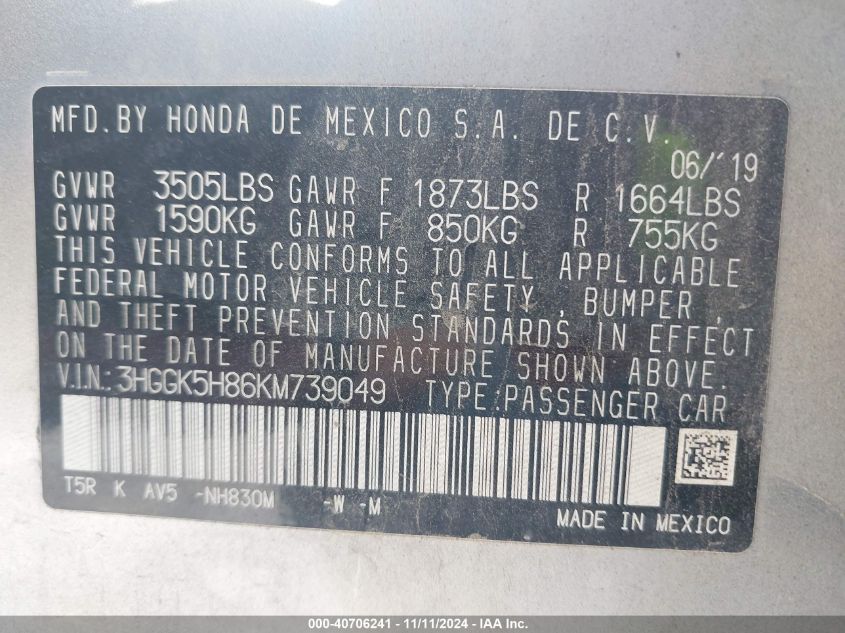 MFD. BY HONDA DE MEXICO S.A. DE C.V.
06/'19
GVWR 3505LBS GAWR F 1873LBS R 1664LBS
GVWR 1590KG GAWR F 850KG R 755KG
THIS VEHICLE CONFORMS TO ALL APPLICABLE
FEDERAL MOTOR VEHICLE SAFETY, BUMPER,
AND THEFT PREVENTION STANDARDS IN EFFECT
ON THE DATE OF MANUFACTURE SHOWN ABOVE.
V.I.N.: 3HGGK5H86KM739049 TYPE:PASSENGER CAR
T5R K AV5 -NH830M -W -M
MADE IN MEXICO
000-40706241 - 11/11/2024 - IAA Inc.